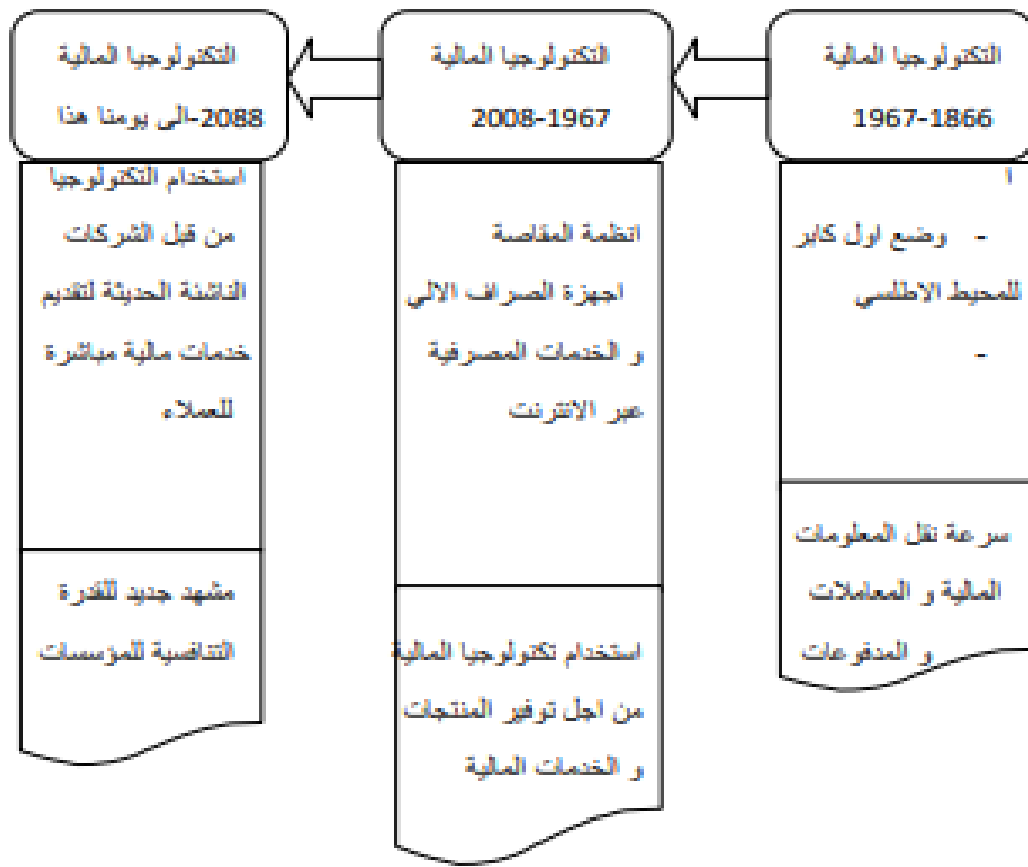 التكنولوجيا المالية
1967-1866
التكنولوجيا المالية
2008-1967
التكنولوجيا المالية
2088-الى يومنا هذا
ا
- وضع اول كابر
للمحيط الاطلسي
-
سرعة نقل المعلومات
المالية و المعاملات
و المدفوعات
انظمة المقاصة
اجهزة الصراف الالي
و الخدمات المصرفية
عبر الانترنت
استخدام تكنولوجيا المالية
من اجل توفير المنتجات
و الخدمات المالية
استخدام التكنولوجيا
من قبل الشركات
الناشئة الحديثة لتقديم
خدمات مالية مباشرة
للعملاء
مشهد جديد للقدرة
التنافسية للمؤسسات